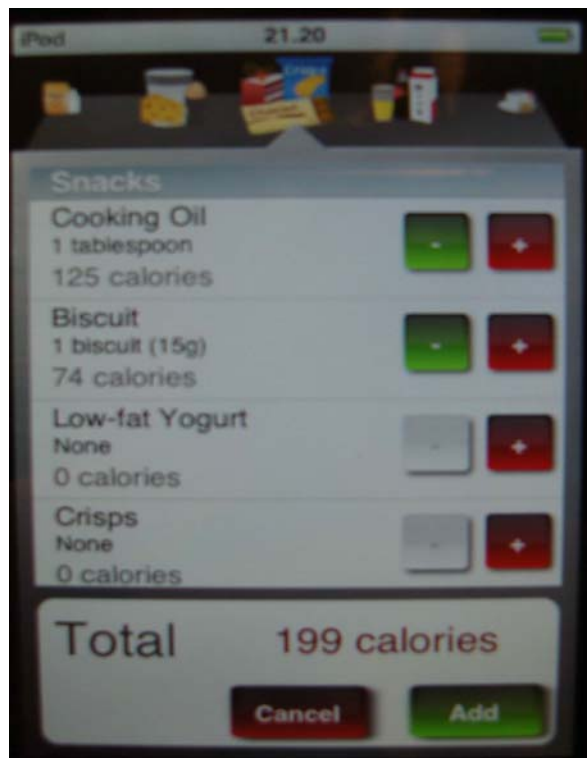 iPod
21.20
Snacks
Cooking Oil
1 tablespoon
125 calories
-
+
Biscuit
1 biscuit (15g)
74 calories
-
+
Low-fat Yogurt
None
0 calories
-
+
Crisps
None
0 calories
-
+
Total
199 calories
Cancel
Add